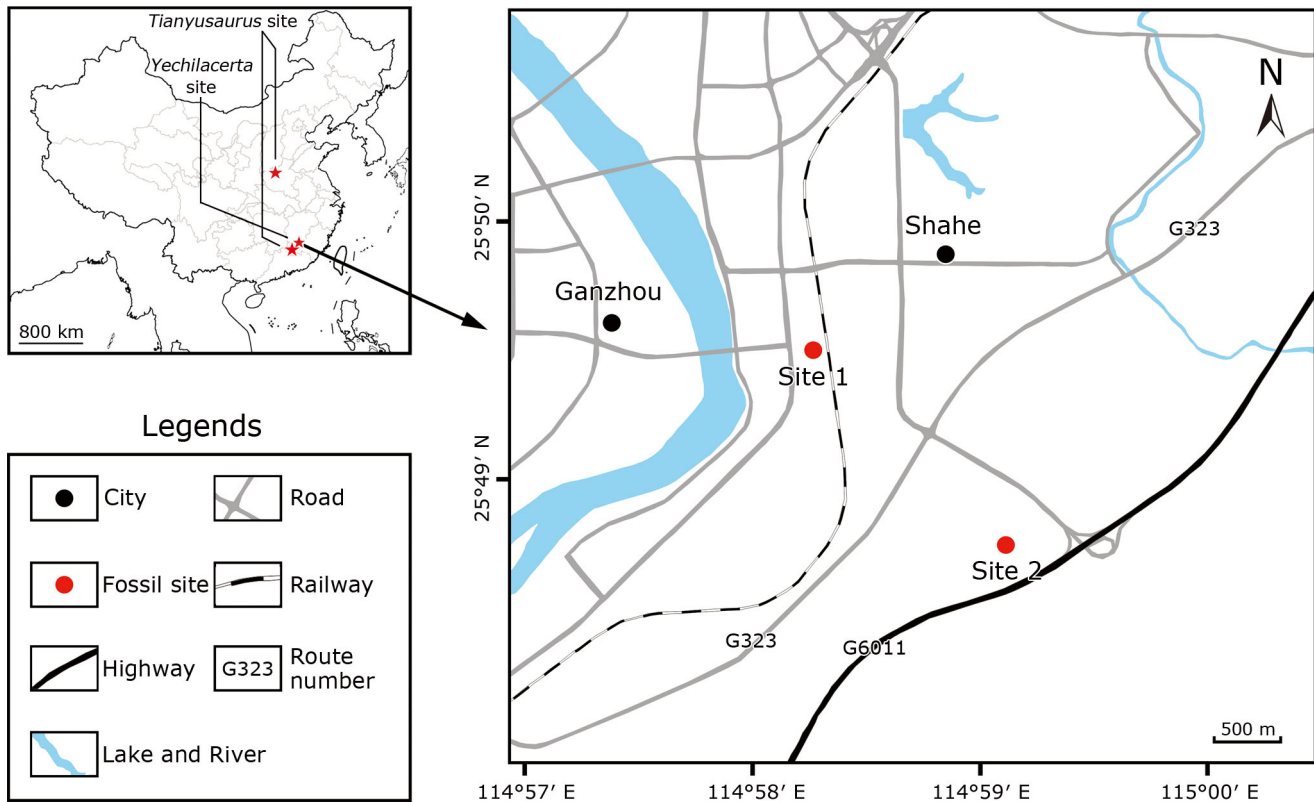 Tianyusaurus site
Yechilacerta
site
800 km
Legends
City
Road
Fossil site
Railway
Highway
G323
Route
number
Lake and River
N
25°50′ N
Shahe
G323
Ganzhou
Site 1
25°49′ N
Site 2
G323
G6011
500 m
114°57′ E
114°58′ E
114°59′ E
115°00′ E